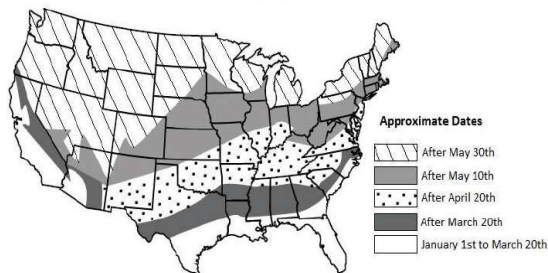 Approximate Dates
After May 30th
After May 10th
After April 20th
After March 20th
January 1st to March 20th